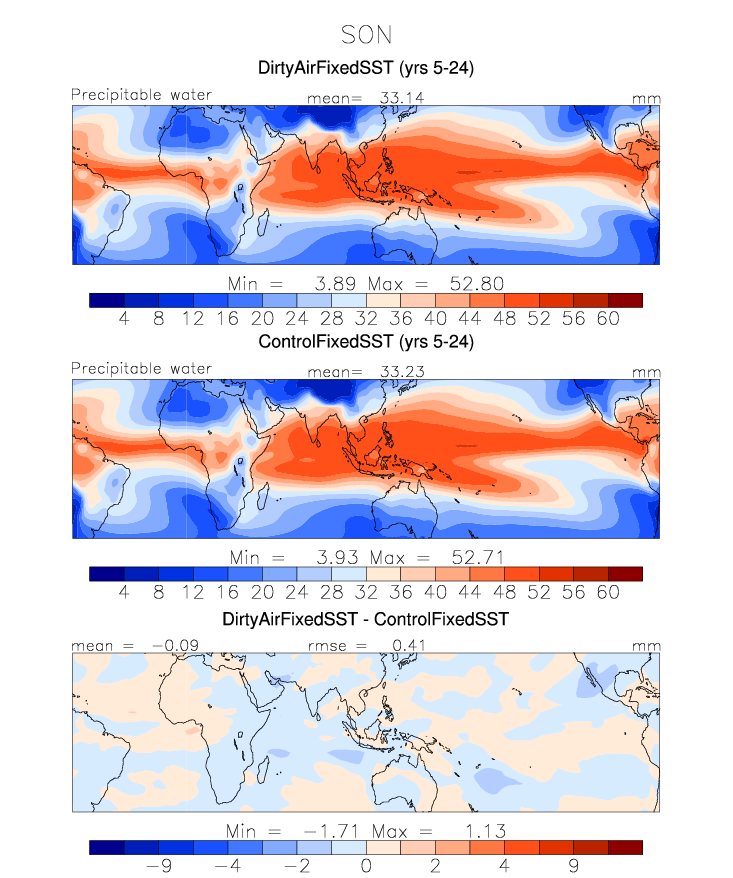 SON
DirtyAirFixedSST (yrs 5-24)
Precipitable water mean= 33.14 mm
Min = 3.89 Max = 52.80
4 8 12 16 20 24 28 32 36 40 44 48 52 56 60
ControlFixedSST (yrs 5-24)
Precipitable water mean= 33.23 mm
Min = 3.93 Max = 52.71
4 8 12 16 20 24 28 32 36 40 44 48 52 56 60
DirtyAirFixedSST - ControlFixedSST
mean = −0.09 rmse = 0.41 mm
Min = −1.71 Max = 1.13
−9 −4 −2 0 2 4 9